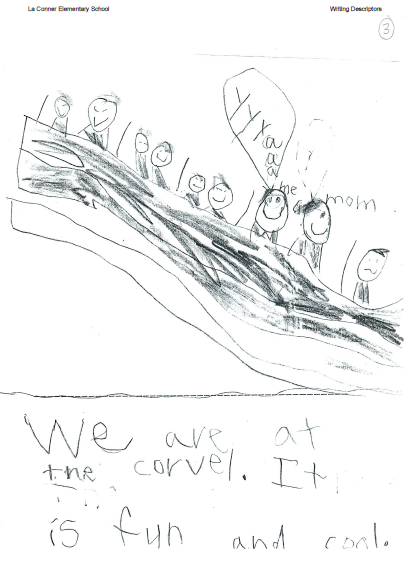 La Conner Elementary School
Writing Descriptors
3
YYY
a
a
a
me
mom
We are at
the corvel. It
is fun and cool.